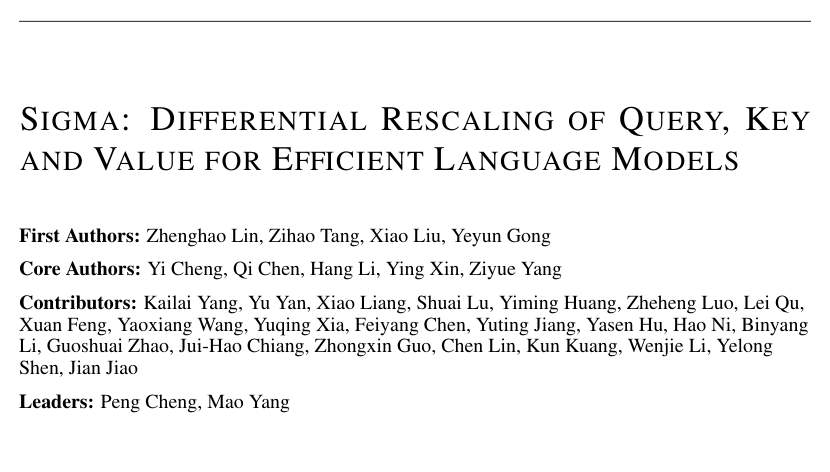 SIGMA: DIFFERENTIAL RESCALING OF QUERY, KEY
AND VALUE FOR EFFICIENT LANGUAGE MODELS
First Authors: Zhenghao Lin, Zihao Tang, Xiao Liu, Yeyun Gong
Core Authors: Yi Cheng, Qi Chen, Hang Li, Ying Xin, Ziyue Yang
Contributors: Kailai Yang, Yu Yan, Xiao Liang, Shuai Lu, Yiming Huang, Zheheng Luo, Lei Qu,
Xuan Feng, Yaoxiang Wang, Yuqing Xia, Feiyang Chen, Yuting Jiang, Yasen Hu, Hao Ni, Binyang
Li, Guoshuai Zhao, Jui-Hao Chiang, Zhongxin Guo, Chen Lin, Kun Kuang, Wenjie Li, Yelong
Shen, Jian Jiao
Leaders: Peng Cheng, Mao Yang